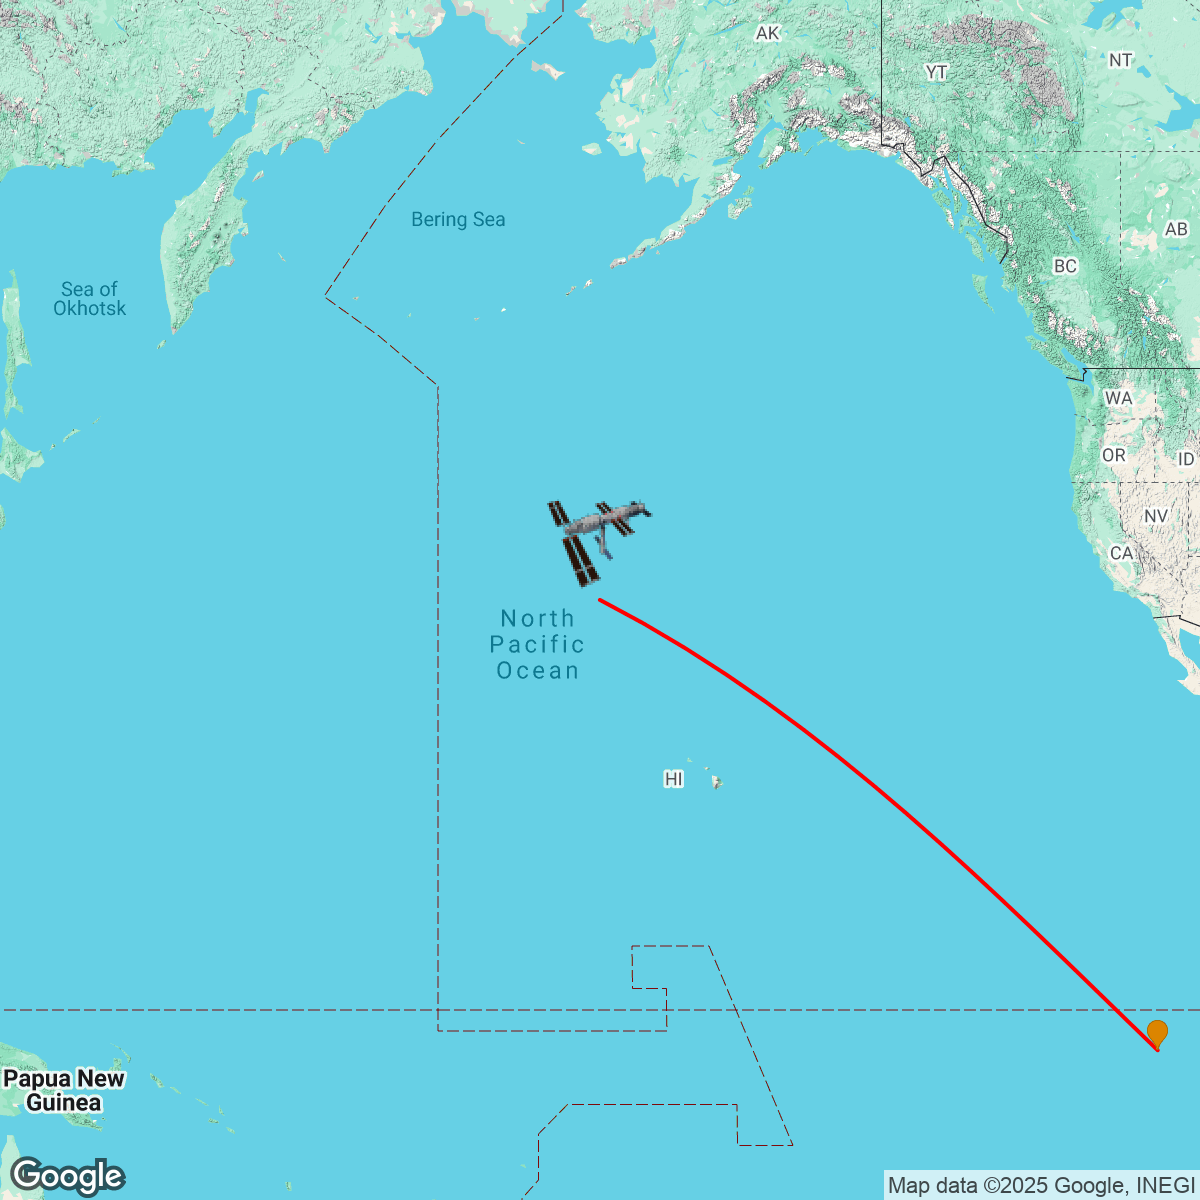 AK
YT
NT
Bering Sea
AB
BC
Sea of
Okhotsk
WA
OR
ID
NV
CA
North
Pacific
Ocean
HI
Papua New
Guinea
Google
Map data ©2025 Google, INEGI